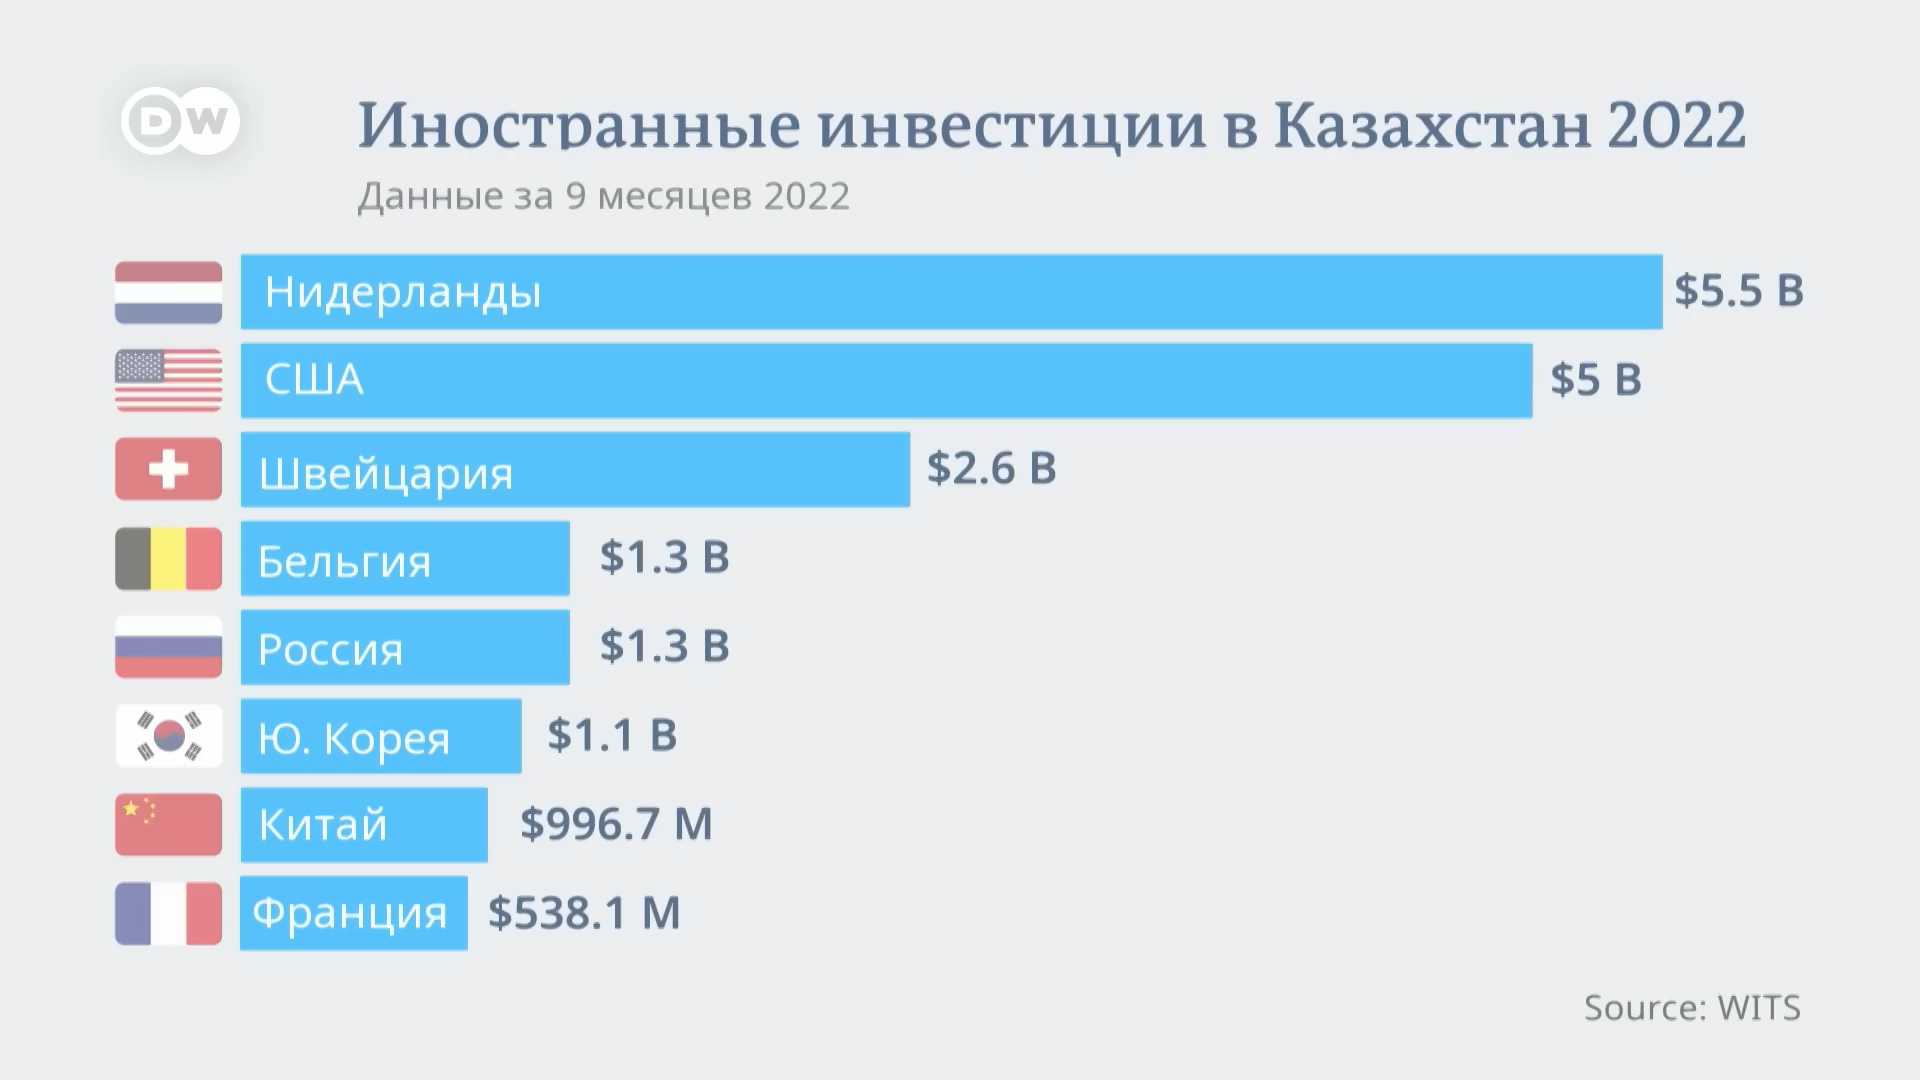 DW
Иностранные инвестиции в Казахстан 2022
Данные за 9 месяцев 2022
Нидерланды $5.5 B
США $5 B
Швейцария $2.6 B
Бельгия $1.3 B
Россия $1.3 B
Ю. Корея $1.1 B
Китай $996.7 M
Франция $538.1 M
Source: WITS